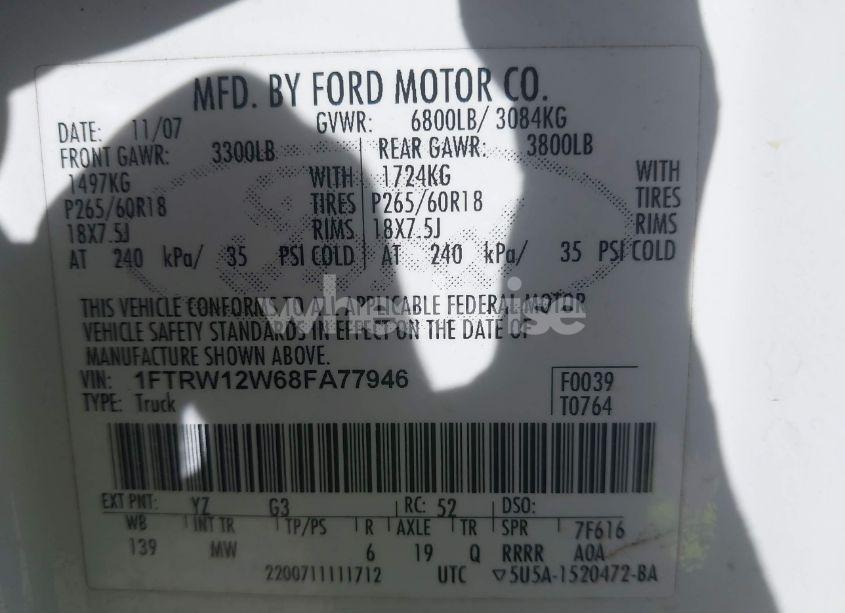 MFD. BY FORD MOTOR CO.
DATE: 11/07 GVWR: 6800LB/ 3084KG
FRONT GAWR: 3300LB REAR GAWR: 3800LB
1497KG WITH 1724KG WITH
P265/60R18 TIRES P265/60R18 TIRES
18X7.5J RIMS 18X7.5J RIMS
AT 240 kPa/ 35 PSI COLD AT 240 kPa/ 35 PSI COLD
THIS VEHICLE CONFORMS TO ALL APPLICABLE FEDERAL MOTOR
VEHICLE SAFETY STANDARDS IN EFFECT ON THE DATE OF
MANUFACTURE SHOWN ABOVE.
VIN: 1FTRW12W68FA77946 F0039
TYPE: Truck T0764
EXT PNT: YZ G3 RC: 52 DSO:
WB INT TR TP/PS R AXLE TR SPR 7F616
139 MW 6 19 Q RRRR A0A
2200711111712 UTC ▽5U5A-1520472-BA